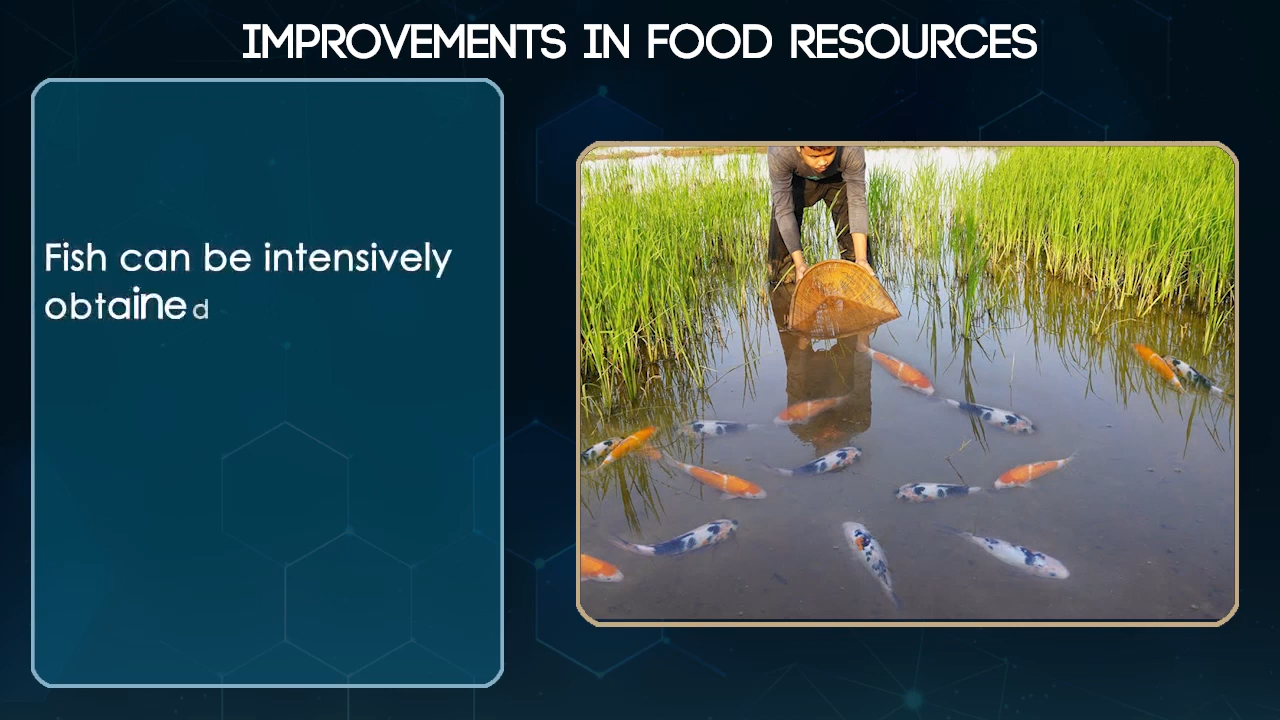 IMPROVEMENTS IN FOOD RESOURCES
Fish can be intensively
obtained